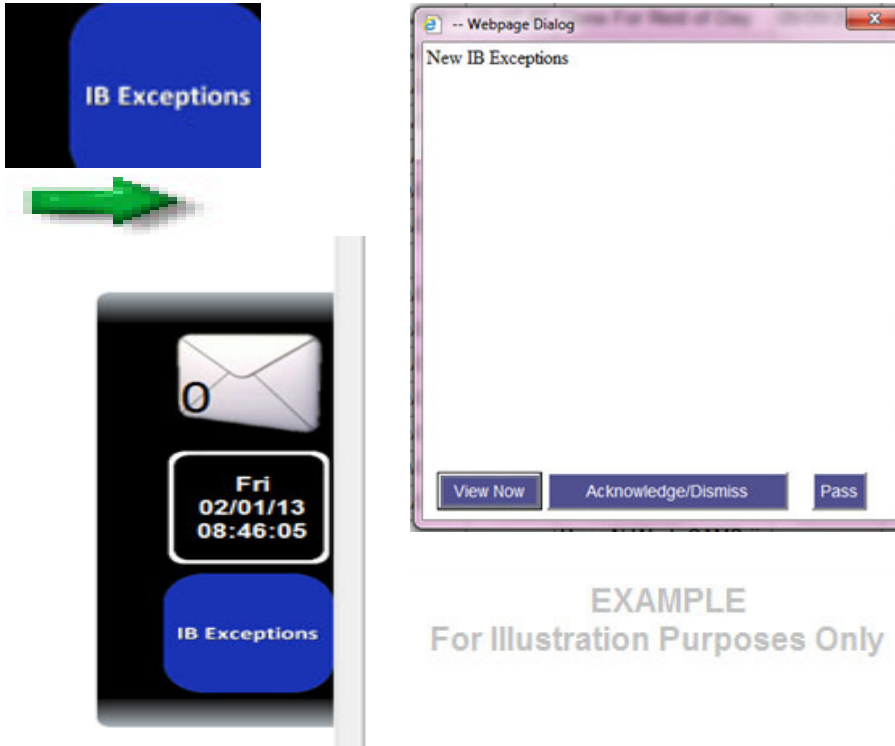 IB Exceptions
-- Webpage Dialog
New IB Exceptions
View Now
Acknowledge/Dismiss
Pass
0
Fri
02/01/13
08:46:05
IB Exceptions
EXAMPLE
For Illustration Purposes Only